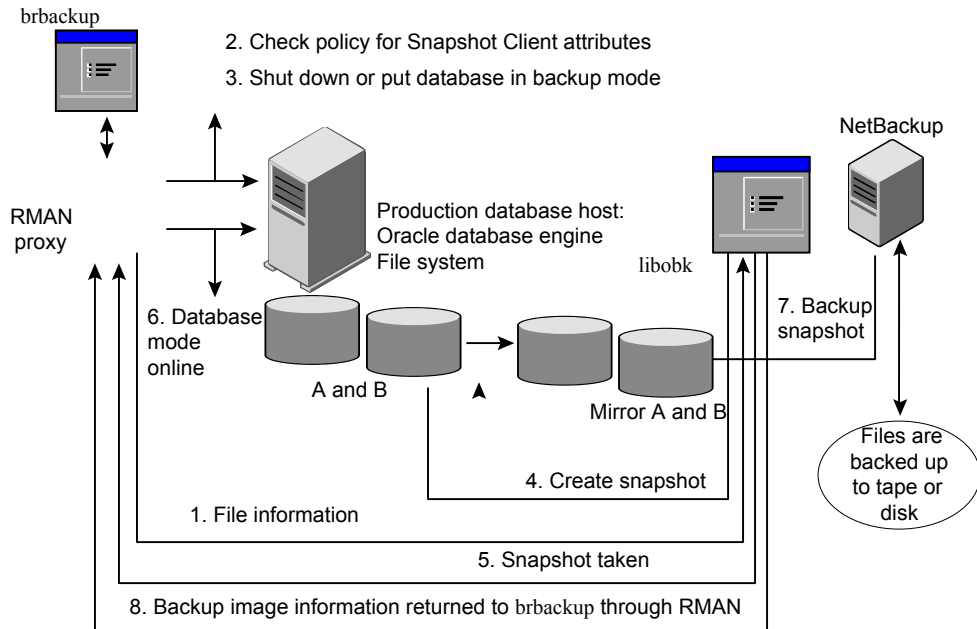 brbackup
2. Check policy for Snapshot Client attributes
3. Shut down or put database in backup mode
NetBackup
RMAN
proxy
Production database host:
Oracle database engine
File system
libobk
6. Database
mode
online
7. Backup
snapshot
A and B
Mirror A and B
4. Create snapshot
Files are
backed up
to tape or
disk
1. File information
5. Snapshot taken
8. Backup image information returned to brbackup through RMAN